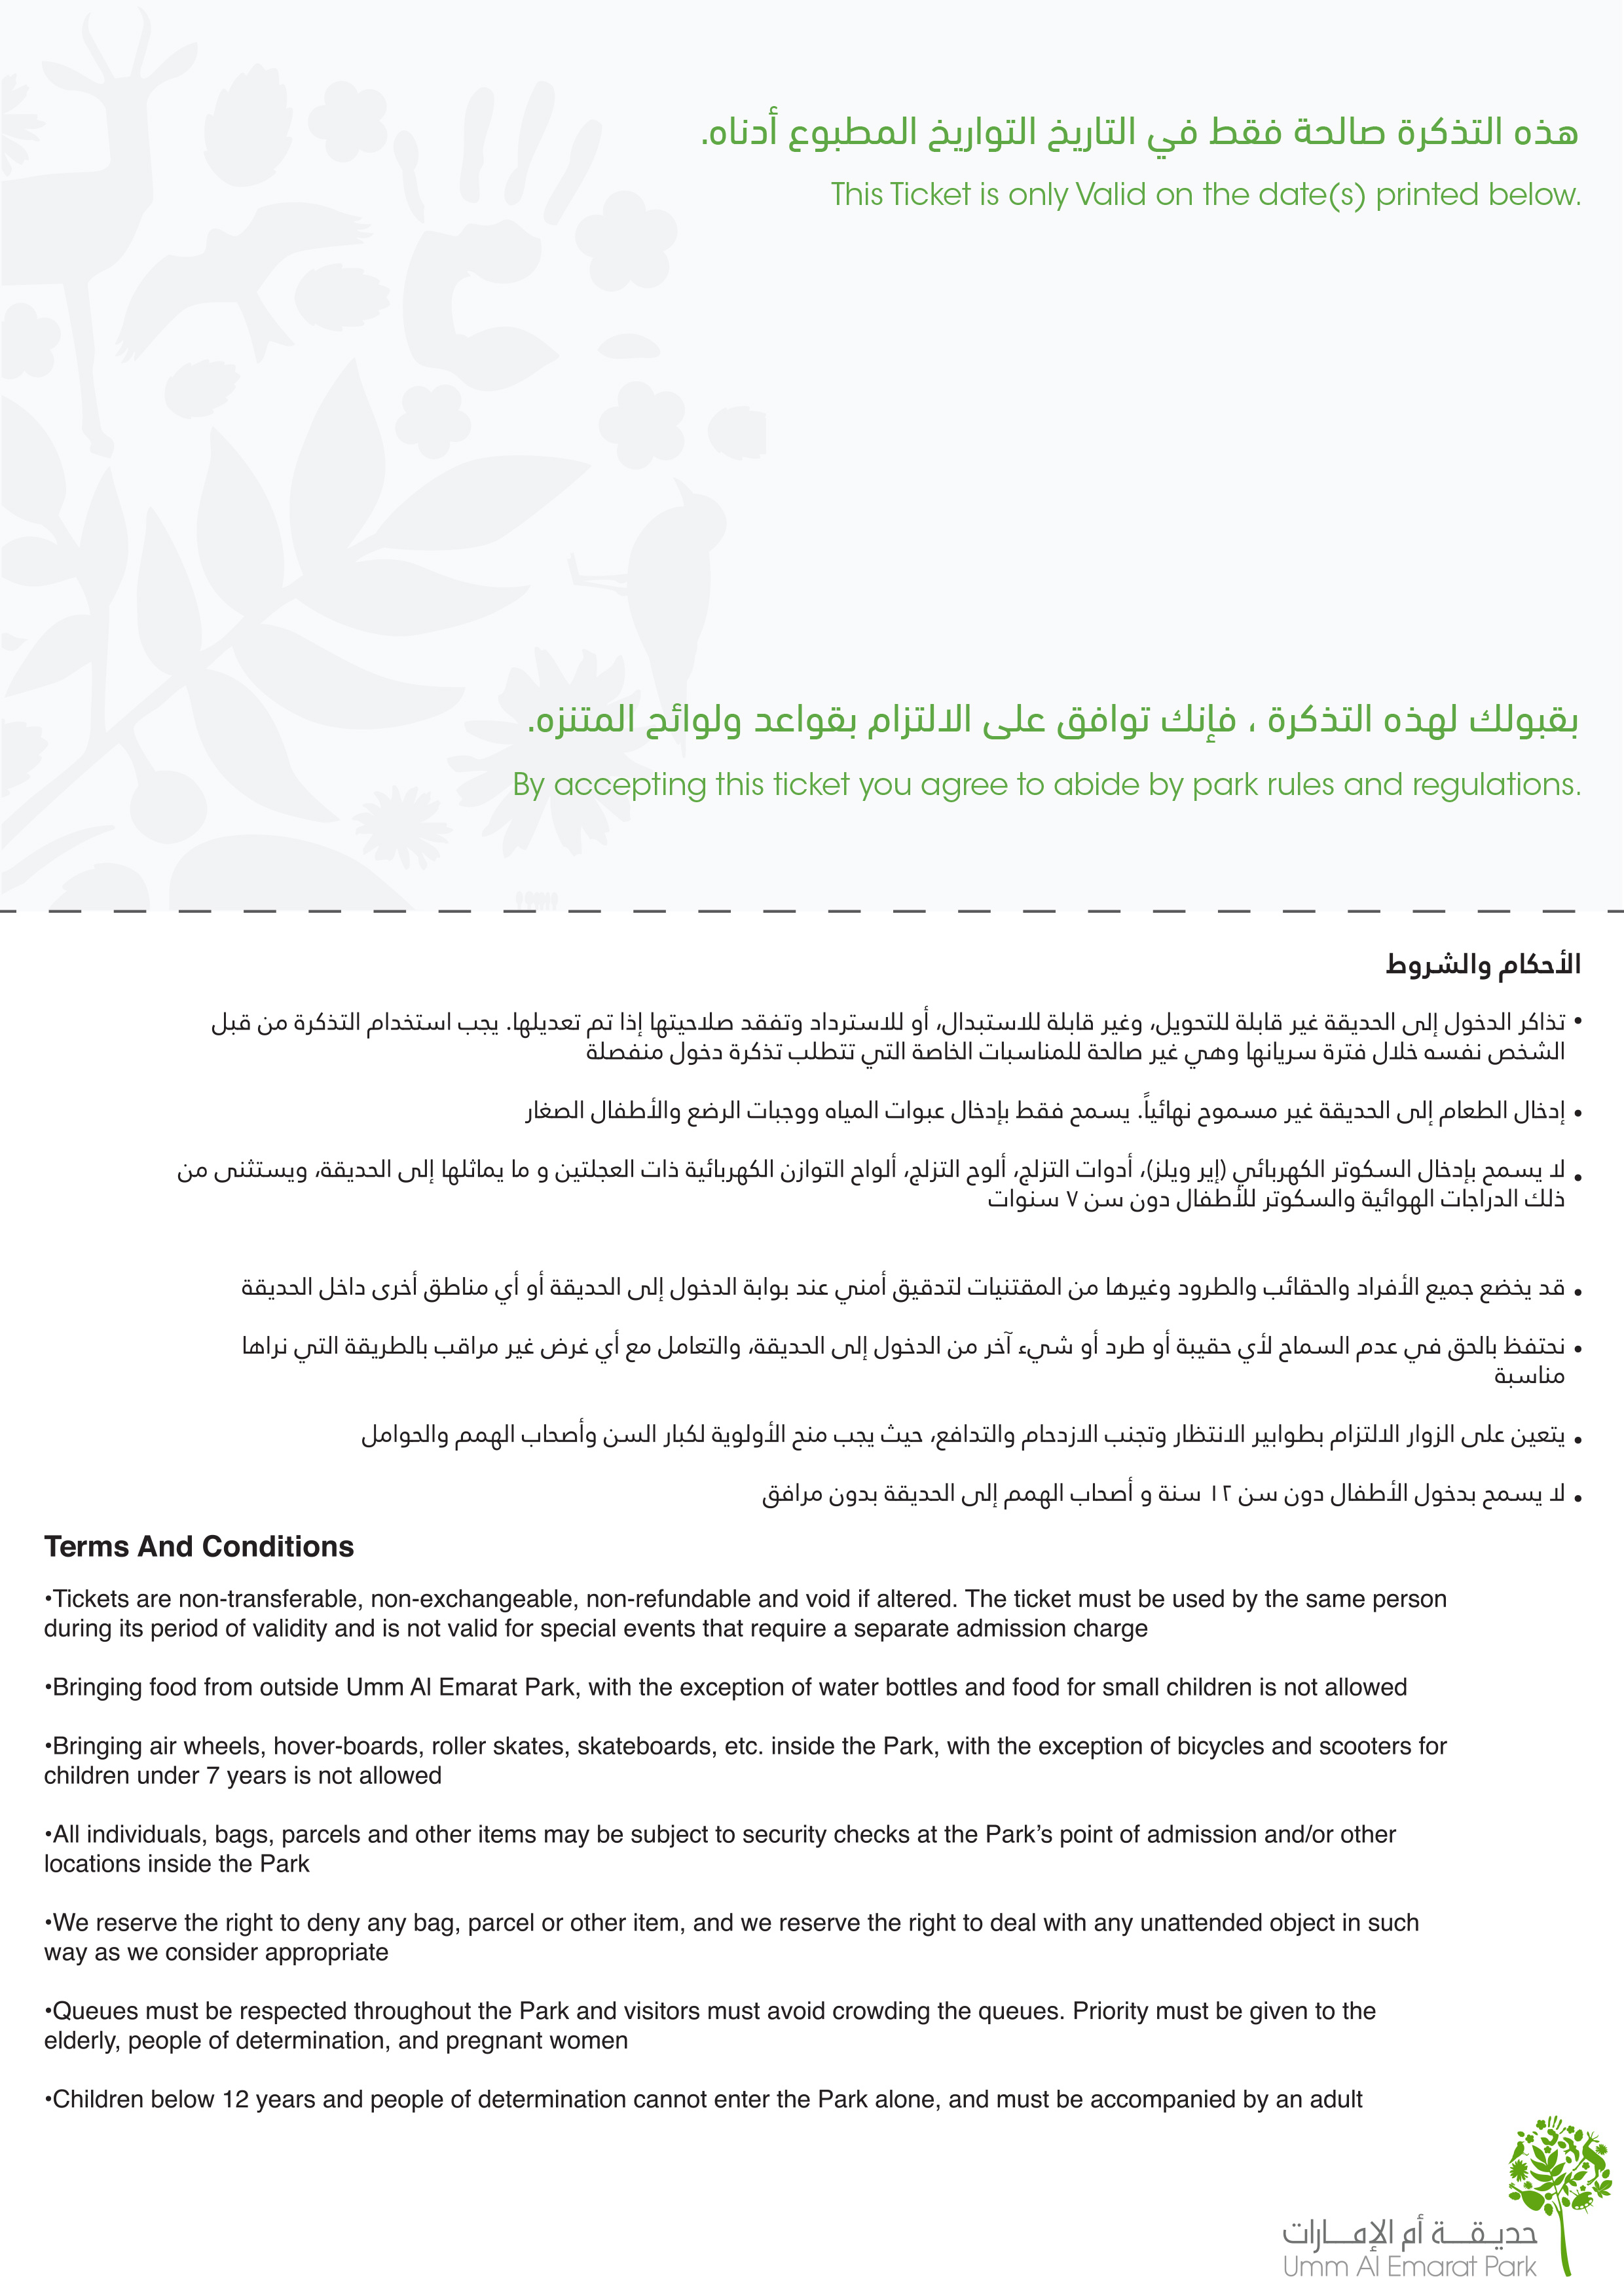 هذه التذكرة صالحة فقط في التاريخ التواريخ المطبوع أدناه.
This Ticket is only Valid on the date(s) printed below.
بقبولك لهذه التذكرة ، فإنك توافق على الالتزام بقواعد ولوائح المتنزه.
By accepting this ticket you agree to abide by park rules and regulations.
الأحكام والشروط
• تذاكر الدخول إلى الحديقة غير قابلة للتحويل، وغير قابلة للاستبدال، أو للاسترداد وتفقد صلاحيتها إذا تم تعديلها. يجب استخدام التذكرة من قبل
الشخص نفسه خلال فترة سريانها وهي غير صالحة للمناسبات الخاصة التي تتطلب تذكرة دخول منفصلة
• إدخال الطعام إلى الحديقة غير مسموح نهائياً. يسمح فقط بإدخال عبوات المياه ووجبات الرضع والأطفال الصغار
• لا يسمح بإدخال السكوتر الكهربائي (إير ويلز)، أدوات التزلج، ألوح التزلج، ألواح التوازن الكهربائية ذات العجلتين و ما يماثلها إلى الحديقة، ويستثنى من
ذلك الدراجات الهوائية والسكوتر للأطفال دون سن ٧ سنوات
• قد يخضع جميع الأفراد والحقائب والطرود وغيرها من المقتنيات لتدقيق أمني عند بوابة الدخول إلى الحديقة أو أي مناطق أخرى داخل الحديقة
• نحتفظ بالحق في عدم السماح لأي حقيبة أو طرد أو شيء آخر من الدخول إلى الحديقة، والتعامل مع أي غرض غير مراقب بالطريقة التي نراها
مناسبة
• يتعين على الزوار الالتزام بطوابير الانتظار وتجنب الازدحام والتدافع، حيث يجب منح الأولوية لكبار السن وأصحاب الهمم والحوامل
• لا يسمح بدخول الأطفال دون سن ١٢ سنة و أصحاب الهمم إلى الحديقة بدون مرافق
Terms And Conditions
•Tickets are non-transferable, non-exchangeable, non-refundable and void if altered. The ticket must be used by the same person
during its period of validity and is not valid for special events that require a separate admission charge
•Bringing food from outside Umm Al Emarat Park, with the exception of water bottles and food for small children is not allowed
•Bringing air wheels, hover-boards, roller skates, skateboards, etc. inside the Park, with the exception of bicycles and scooters for
children under 7 years is not allowed
•All individuals, bags, parcels and other items may be subject to security checks at the Park’s point of admission and/or other
locations inside the Park
•We reserve the right to deny any bag, parcel or other item, and we reserve the right to deal with any unattended object in such
way as we consider appropriate
•Queues must be respected throughout the Park and visitors must avoid crowding the queues. Priority must be given to the
elderly, people of determination, and pregnant women
•Children below 12 years and people of determination cannot enter the Park alone, and must be accompanied by an adult
حديقة أم الإمارات
Umm Al Emarat Park